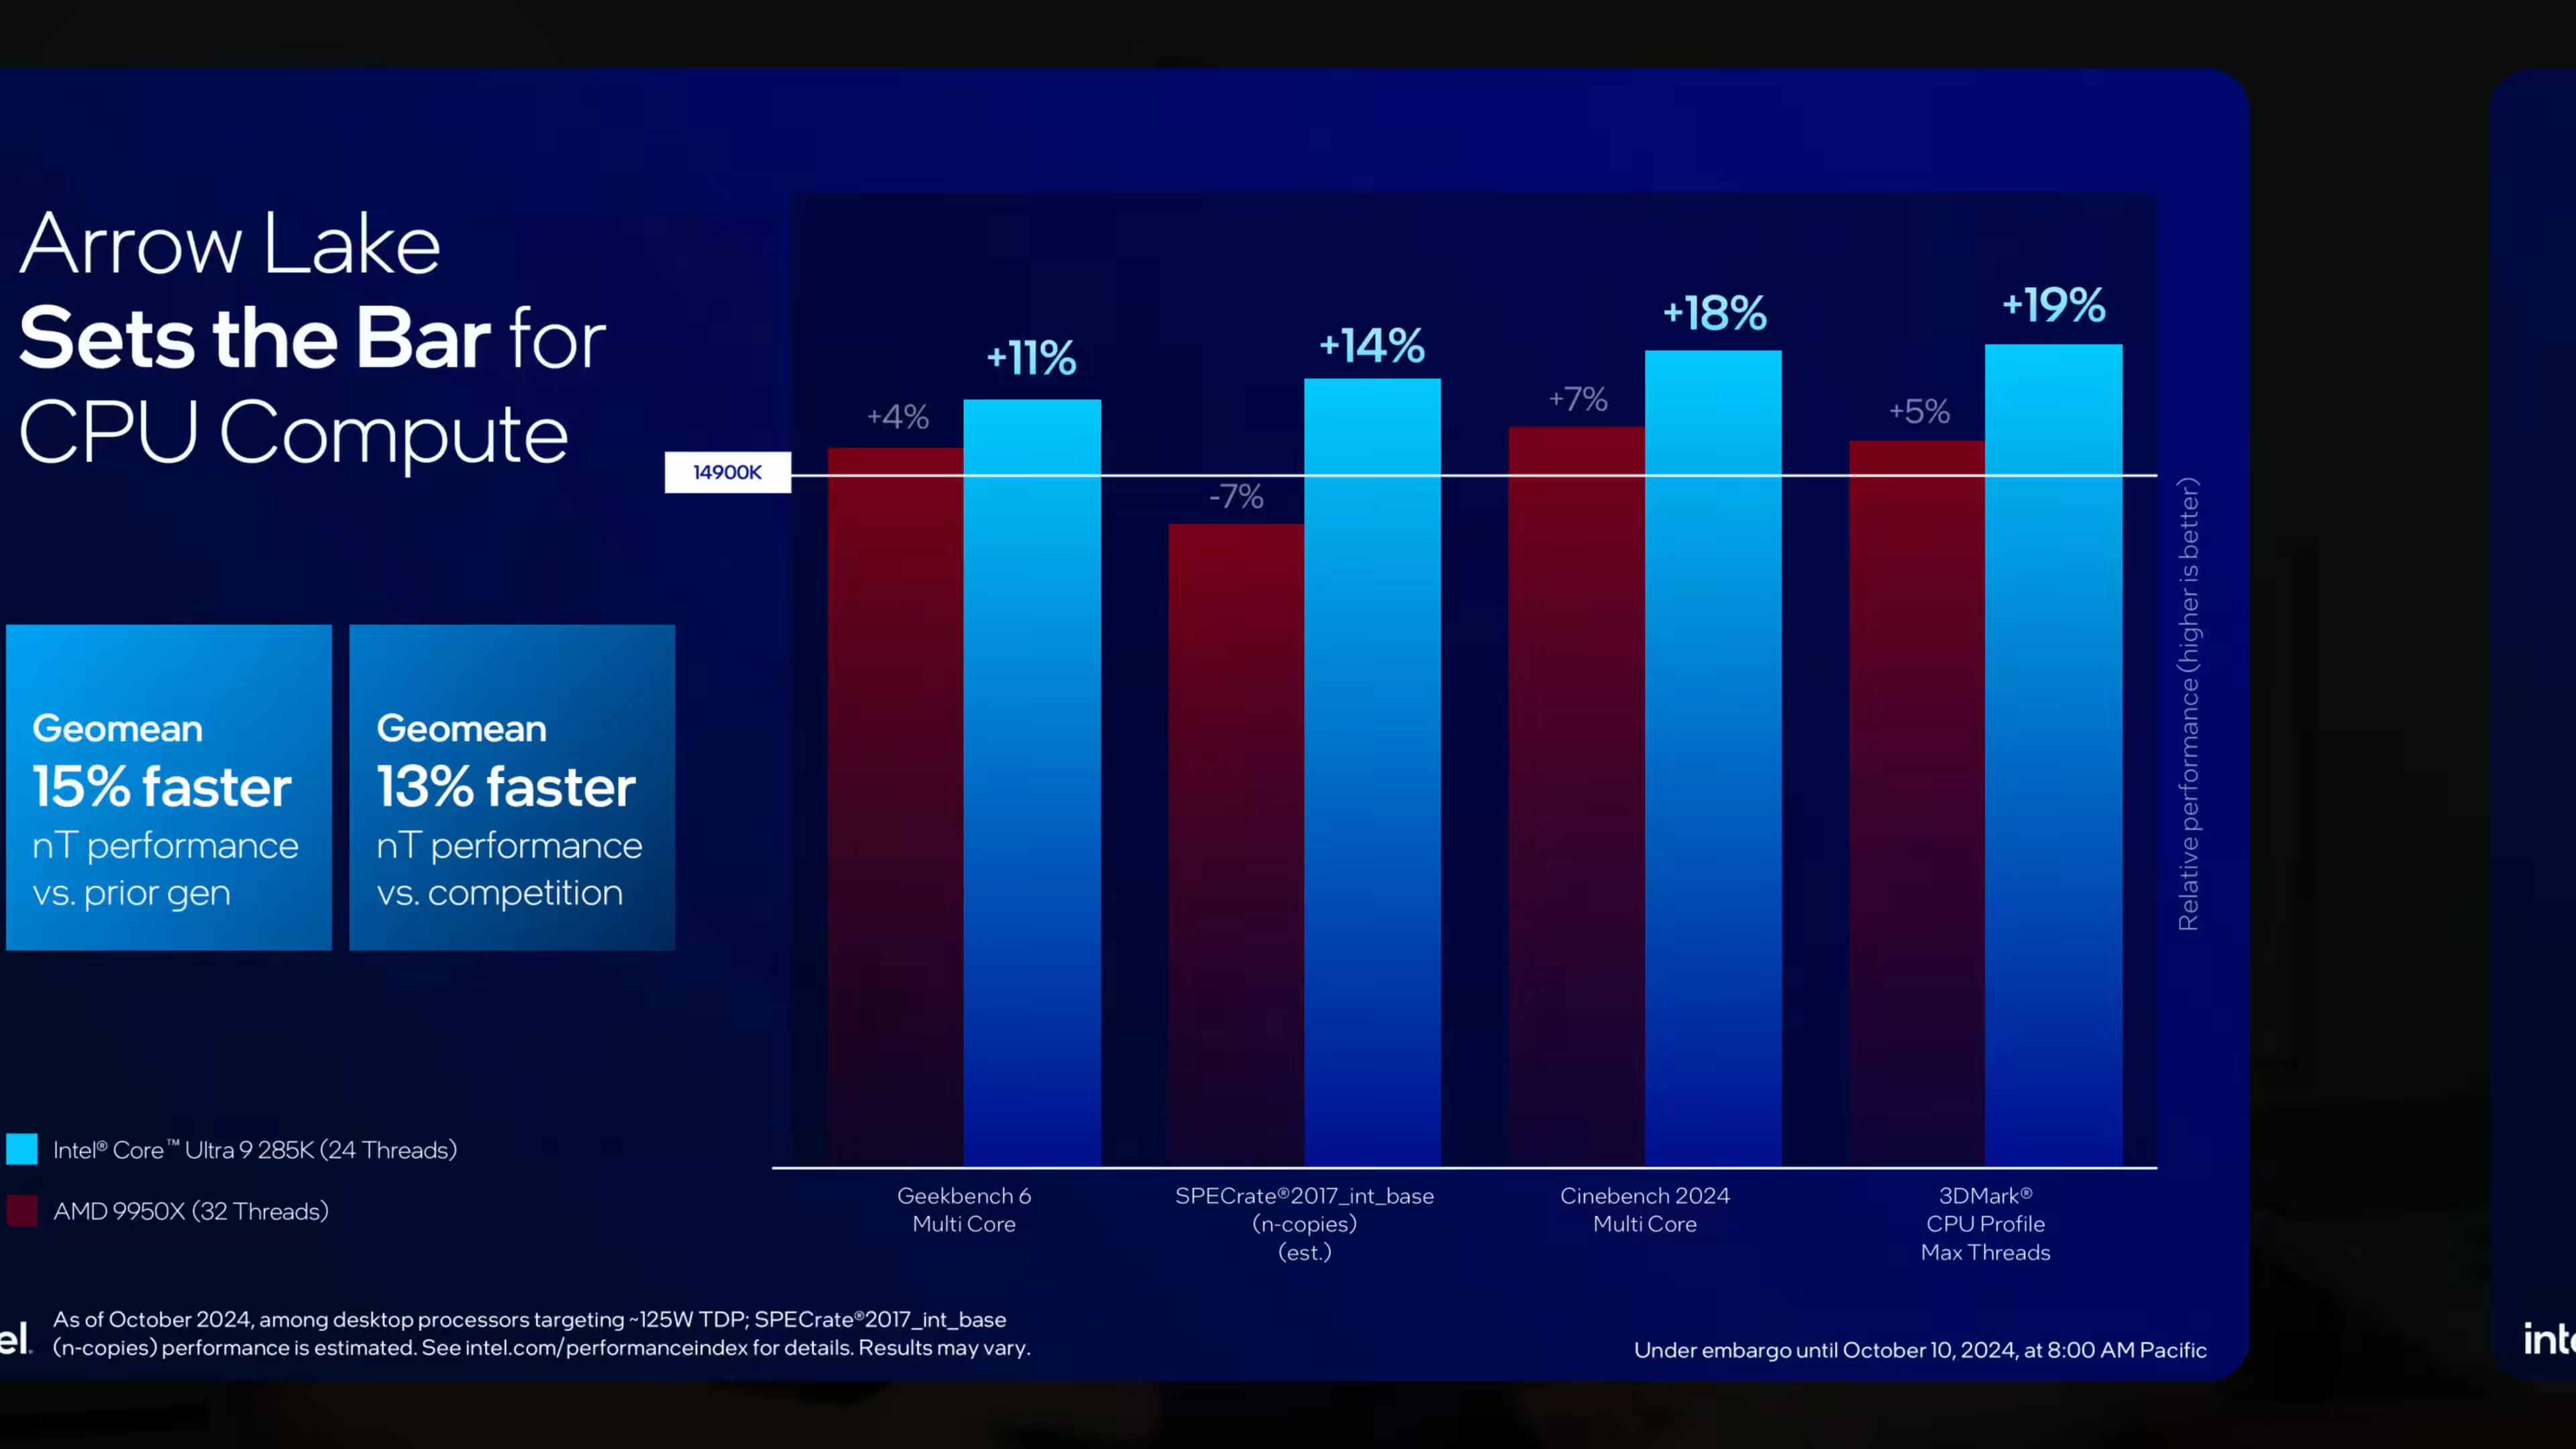 Arrow Lake
Sets the Bar for
CPU Compute
Geomean
15% faster
nT performance
vs. prior gen
Geomean
13% faster
nT performance
vs. competition
Intel® Core™ Ultra 9 285K (24 Threads)
AMD 9950X (32 Threads)
14900K
+4%
+11%
-7%
+14%
+7%
+18%
+5%
+19%
Relative performance (higher is better)
Geekbench 6
Multi Core
SPECrate®2017_int_base
(n-copies)
(est.)
Cinebench 2024
Multi Core
3DMark®
CPU Profile
Max Threads
el.
As of October 2024, among desktop processors targeting ~125W TDP; SPECrate®2017_int_base
(n-copies) performance is estimated. See intel.com/performanceindex for details. Results may vary.
Under embargo until October 10, 2024, at 8:00 AM Pacific
inte